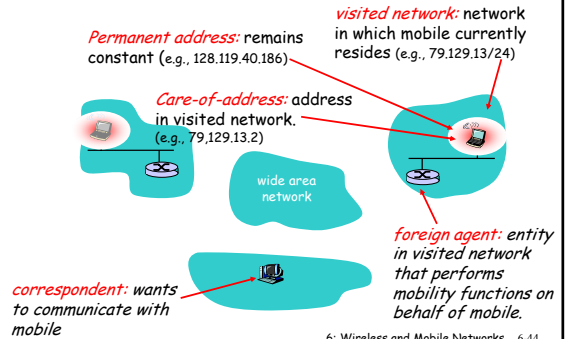 visited network: network
in which mobile currently
resides (e.g., 79.129.13/24)
Permanent address: remains
constant (e.g., 128.119.40.186)
Care-of-address: address
in visited network.
(e.g., 79,129.13.2)
wide area
network
foreign agent: entity
in visited network
that performs
mobility functions on
behalf of mobile.
correspondent: wants
to communicate with
mobile
6: Wireless and Mobile Networks 6-44